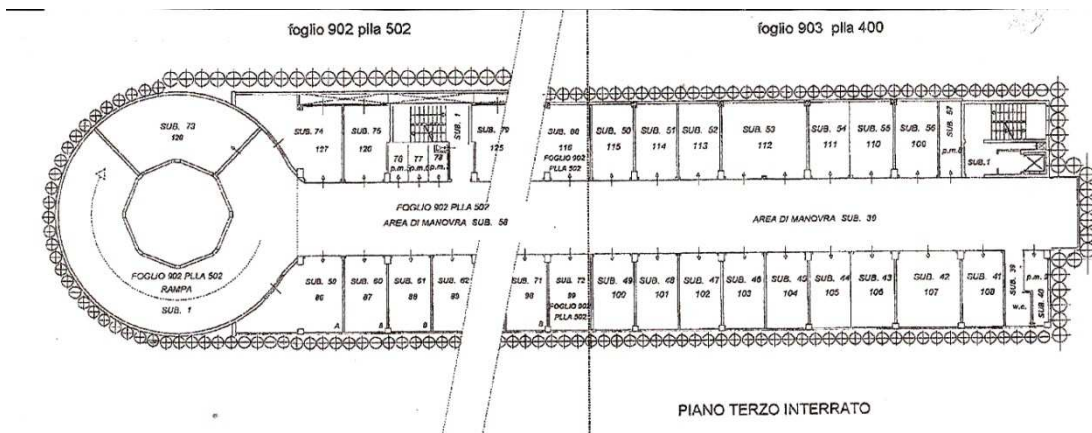 foglio 902 plla 502
foglio 903 plla 400
SUB. 73
128
SUB. 74
127
SUB. 75
126
SUB. 1
76
77
78
p.m.
p.m.
p.m.
SUB. 79
125
SUB. 88
116
FOGLIO 902
PLLA 502
SUB. 50
115
SUB. 51
114
SUB. 52
113
SUB. 53
112
SUB. 54
111
SUB. 55
110
SUB. 56
109
SUB. 57
p.m.
SUB.1
FOGLIO 902 PLLA 502
AREA DI MANOVRA SUB. 58
AREA DI MANOVRA SUB. 39
FOGLIO 902 PLLA 502
RAMPA
SUB. 1
SUB. 59
86
A
SUB. 60
87
SUB. 61
88
SUB. 62
89
SUB. 71
98
SUB. 72
99
FOGLIO 902
PLLA 502
SUB. 49
100
SUB. 48
101
SUB. 47
102
SUB. 46
103
SUB. 45
104
SUB. 44
105
SUB. 43
106
SUB. 42
107
SUB. 41
108
SUB. 39
w.c.
p.m.
SUB. 40
PIANO TERZO INTERRATO